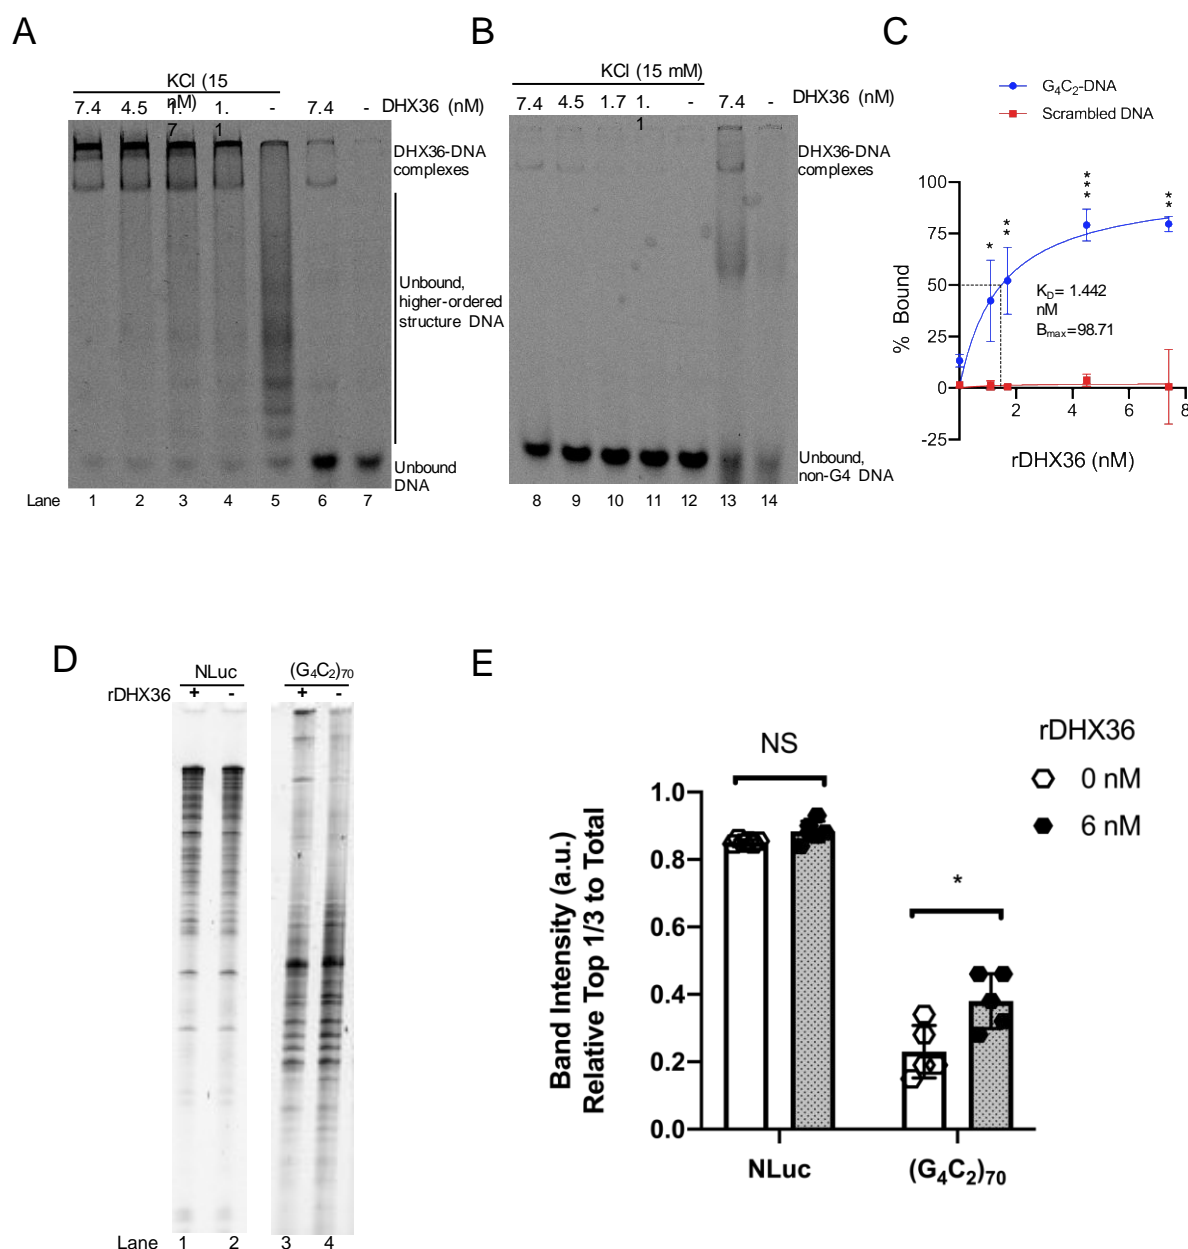 A
KCl (15
nM)
7.4 4.5 1. 1. - 7.4 - DHX36 (nM)
7 1
DHX36-DNA
complexes
Unbound,
higher-ordered
structure DNA
Unbound
DNA
Lane 1 2 3 4 5 6 7
B
KCl (15 mM)
7.4 4.5 1.7 1. - 7.4 - DHX36 (nM)
1
DHX36-DNA
complexes
Unbound,
non-G4 DNA
8 9 10 11 12 13 14
C
G₄C₂-DNA
Scrambled DNA
100
75
50
25
0
-25
% Bound
*
**
***
**
K_D= 1.442
nM
B_max=98.71
2 4 6 8
rDHX36 (nM)
D
NLuc (G₄C₂)₇₀
rDHX36 + - + -
Lane 1 2 3 4
E
rDHX36
0 nM
6 nM
NS
*
Band Intensity (a.u.)
Relative Top 1/3 to Total
1.0
0.8
0.6
0.4
0.2
0.0
NLuc (G₄C₂)₇₀